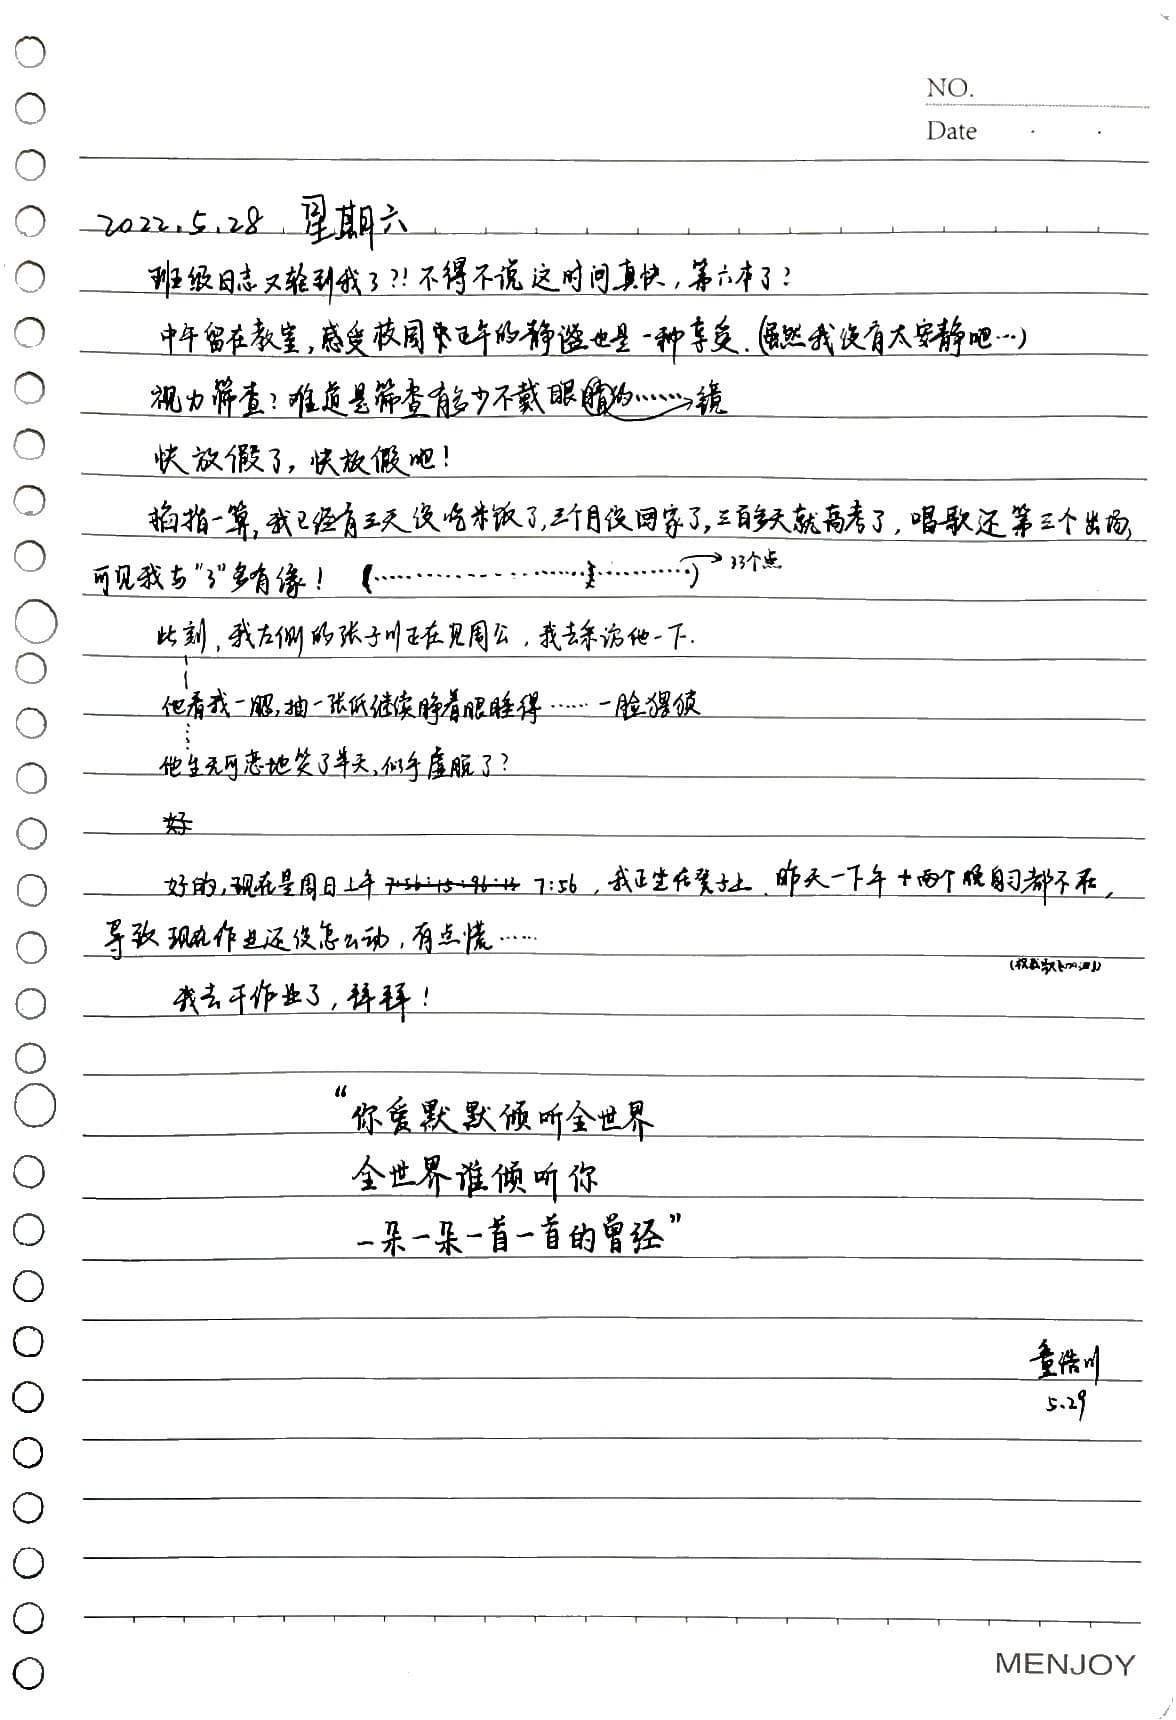 NO.
Date
2022.5.28 星期六
班级日志又轮到我了?! 不得不说这时间真快,第六本了?
中午留在教室,感受校园正午的静谧也是一种享受.(虽然我没有太安静吧…)
视力筛查?难道是筛查有多少不戴眼睛的……镜
快放假了,快放假吧!
掐指一算,我已经有三天没吃米饭了,三个月没回家了,三百多天就高考了,唱歌还第三个出场,
可见我与"3"多有缘! (……………………) 33个点
此刻,我左侧的张子川正在见周公,我去采访他一下.
他看我一眼,抽一张纸继续睁着眼睡得……一脸猥琐
他生无可恋地笑了半天,似乎虚脱了?
好
好的,现在是周日上午 7:56:15:96:13 7:56,我正坐在凳子上.昨天一下午+两个晚自习都不在,
导致现在作业还没怎么动,有点慌……
我去干作业了,拜拜!
"你爱默默倾听全世界
全世界谁倾听你
一朵一朵一首一首的曾经"
童浩川
5.29
MENJOY